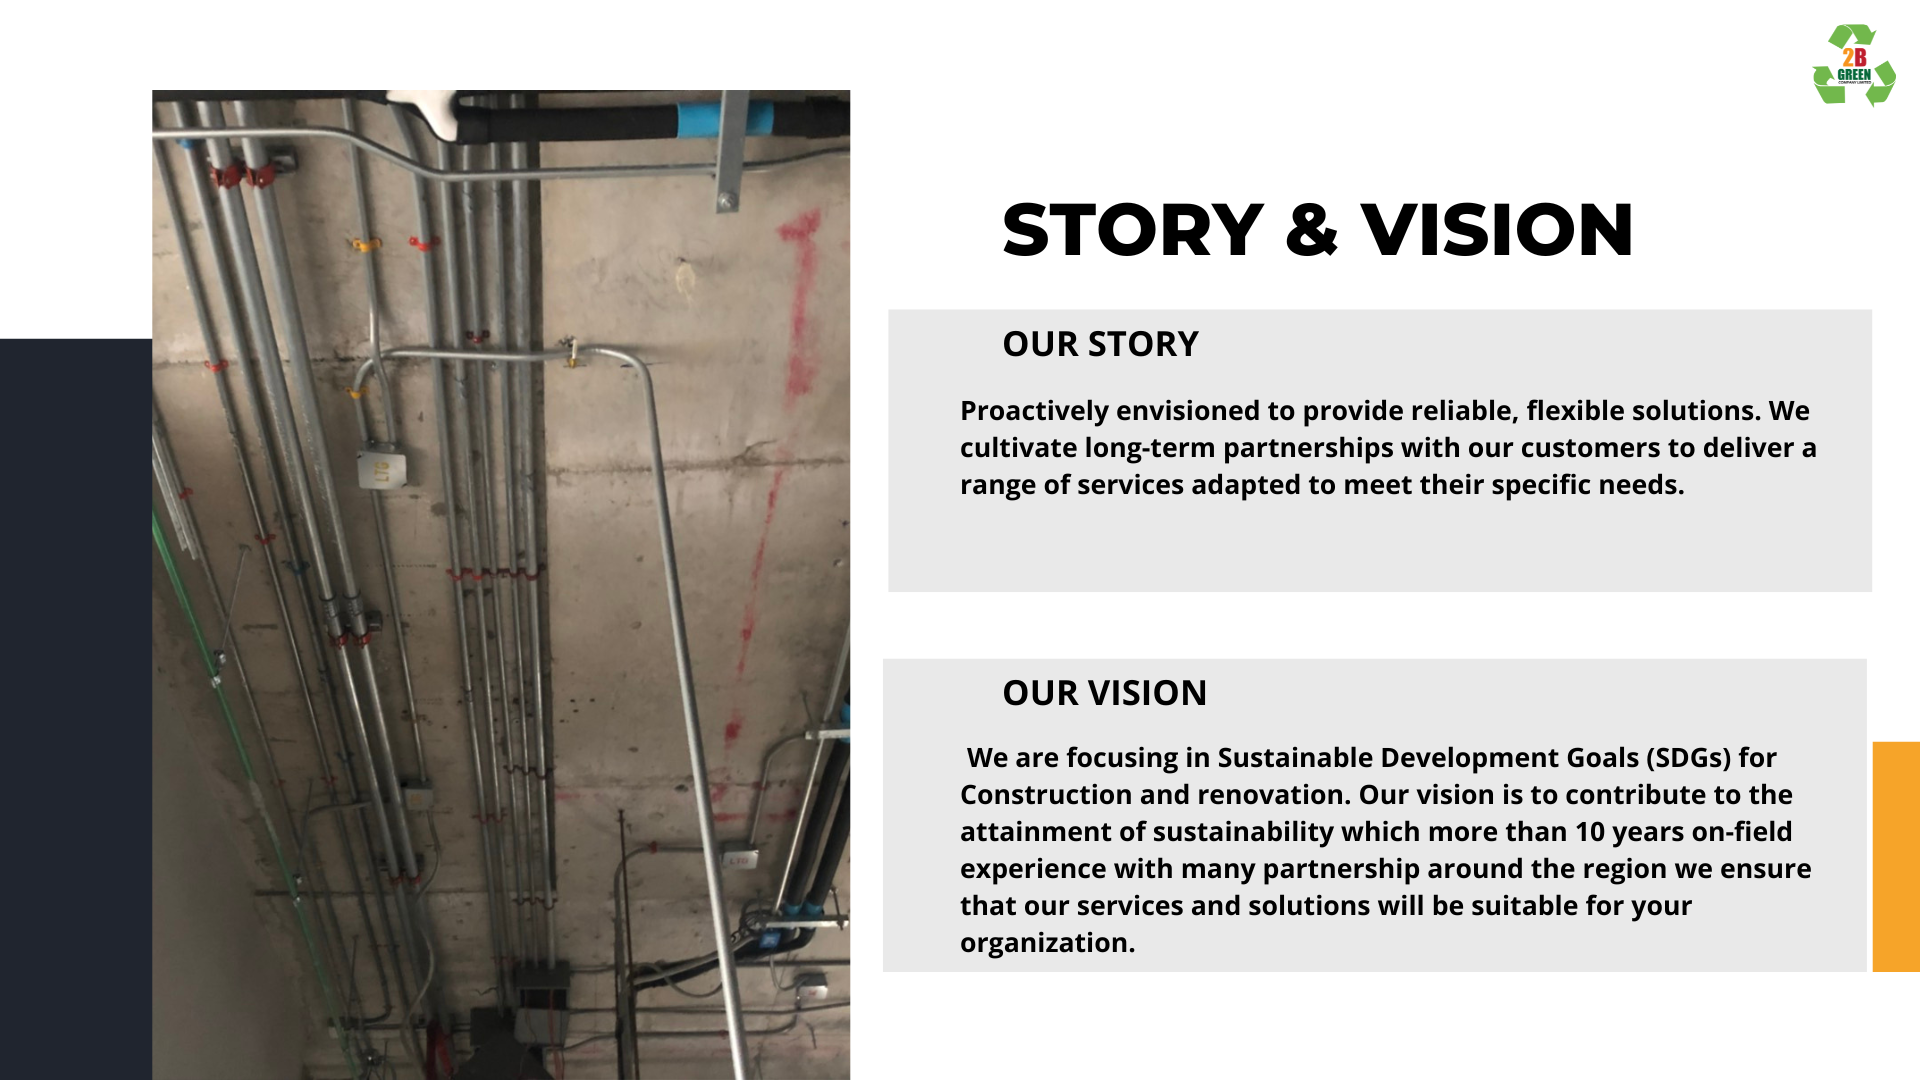 2B
GREEN
COMPANY LIMITED
STORY & VISION
OUR STORY
Proactively envisioned to provide reliable, flexible solutions. We
cultivate long-term partnerships with our customers to deliver a
range of services adapted to meet their specific needs.
OUR VISION
We are focusing in Sustainable Development Goals (SDGs) for
Construction and renovation. Our vision is to contribute to the
attainment of sustainability which more than 10 years on-field
experience with many partnership around the region we ensure
that our services and solutions will be suitable for your
organization.
LTG
LTG